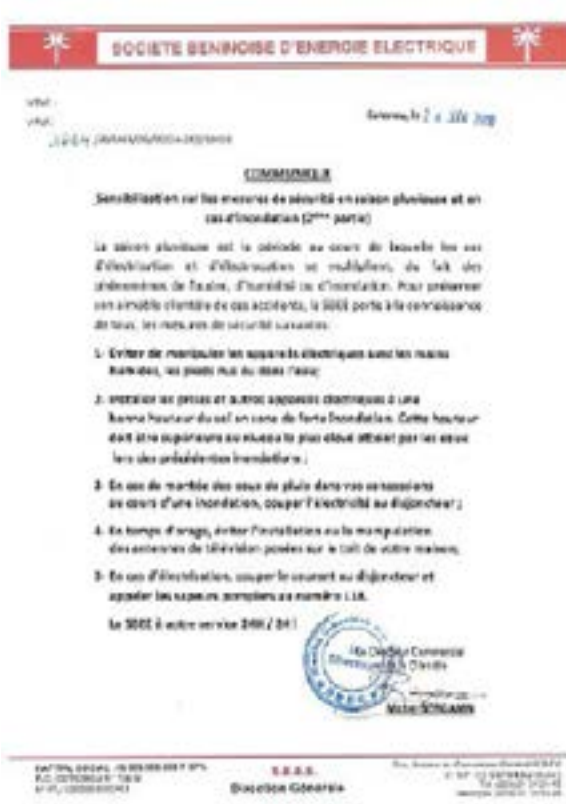 SOCIETE BENINOISE D'ENERGIE ELECTRIQUE
COMMUNIQUE
Sensibilisation sur les mesures de sécurité en saison pluvieuse et en
cas d'inondation (2ème partie)
La saison pluvieuse est la période au cours de laquelle les cas
d'électrisation et d'électrocution se multiplient, du fait des
phénomènes de foudre, d'humidité ou d'inondation. Pour préserver
son aimable clientèle de ces accidents, la SBEE porte à la connaissance
de tous, les mesures de sécurité suivantes:
1- Eviter de manipuler les appareils électriques avec les mains
humides, les pieds nus ou dans l'eau;
2- Installer les prises et autres appareils électriques à une
bonne hauteur du sol en zone de forte inondation. Cette hauteur
doit être supérieure au niveau le plus élevé atteint par les eaux
lors des précédentes inondations ;
3- En cas de montée des eaux de pluie dans vos concessions
au cours d'une inondation, couper l'électricité au disjoncteur ;
4- En temps d'orage, éviter l'installation ou la manipulation
des antennes de télévision posées sur le toit de votre maison;
5- En cas d'électrisation, couper le courant au disjoncteur et
appeler les sapeurs pompiers au numéro 118.
La SBEE à votre service 24H / 24 !
Directeur Commercial
Clientèle
S.B.E.E.
Direction Générale